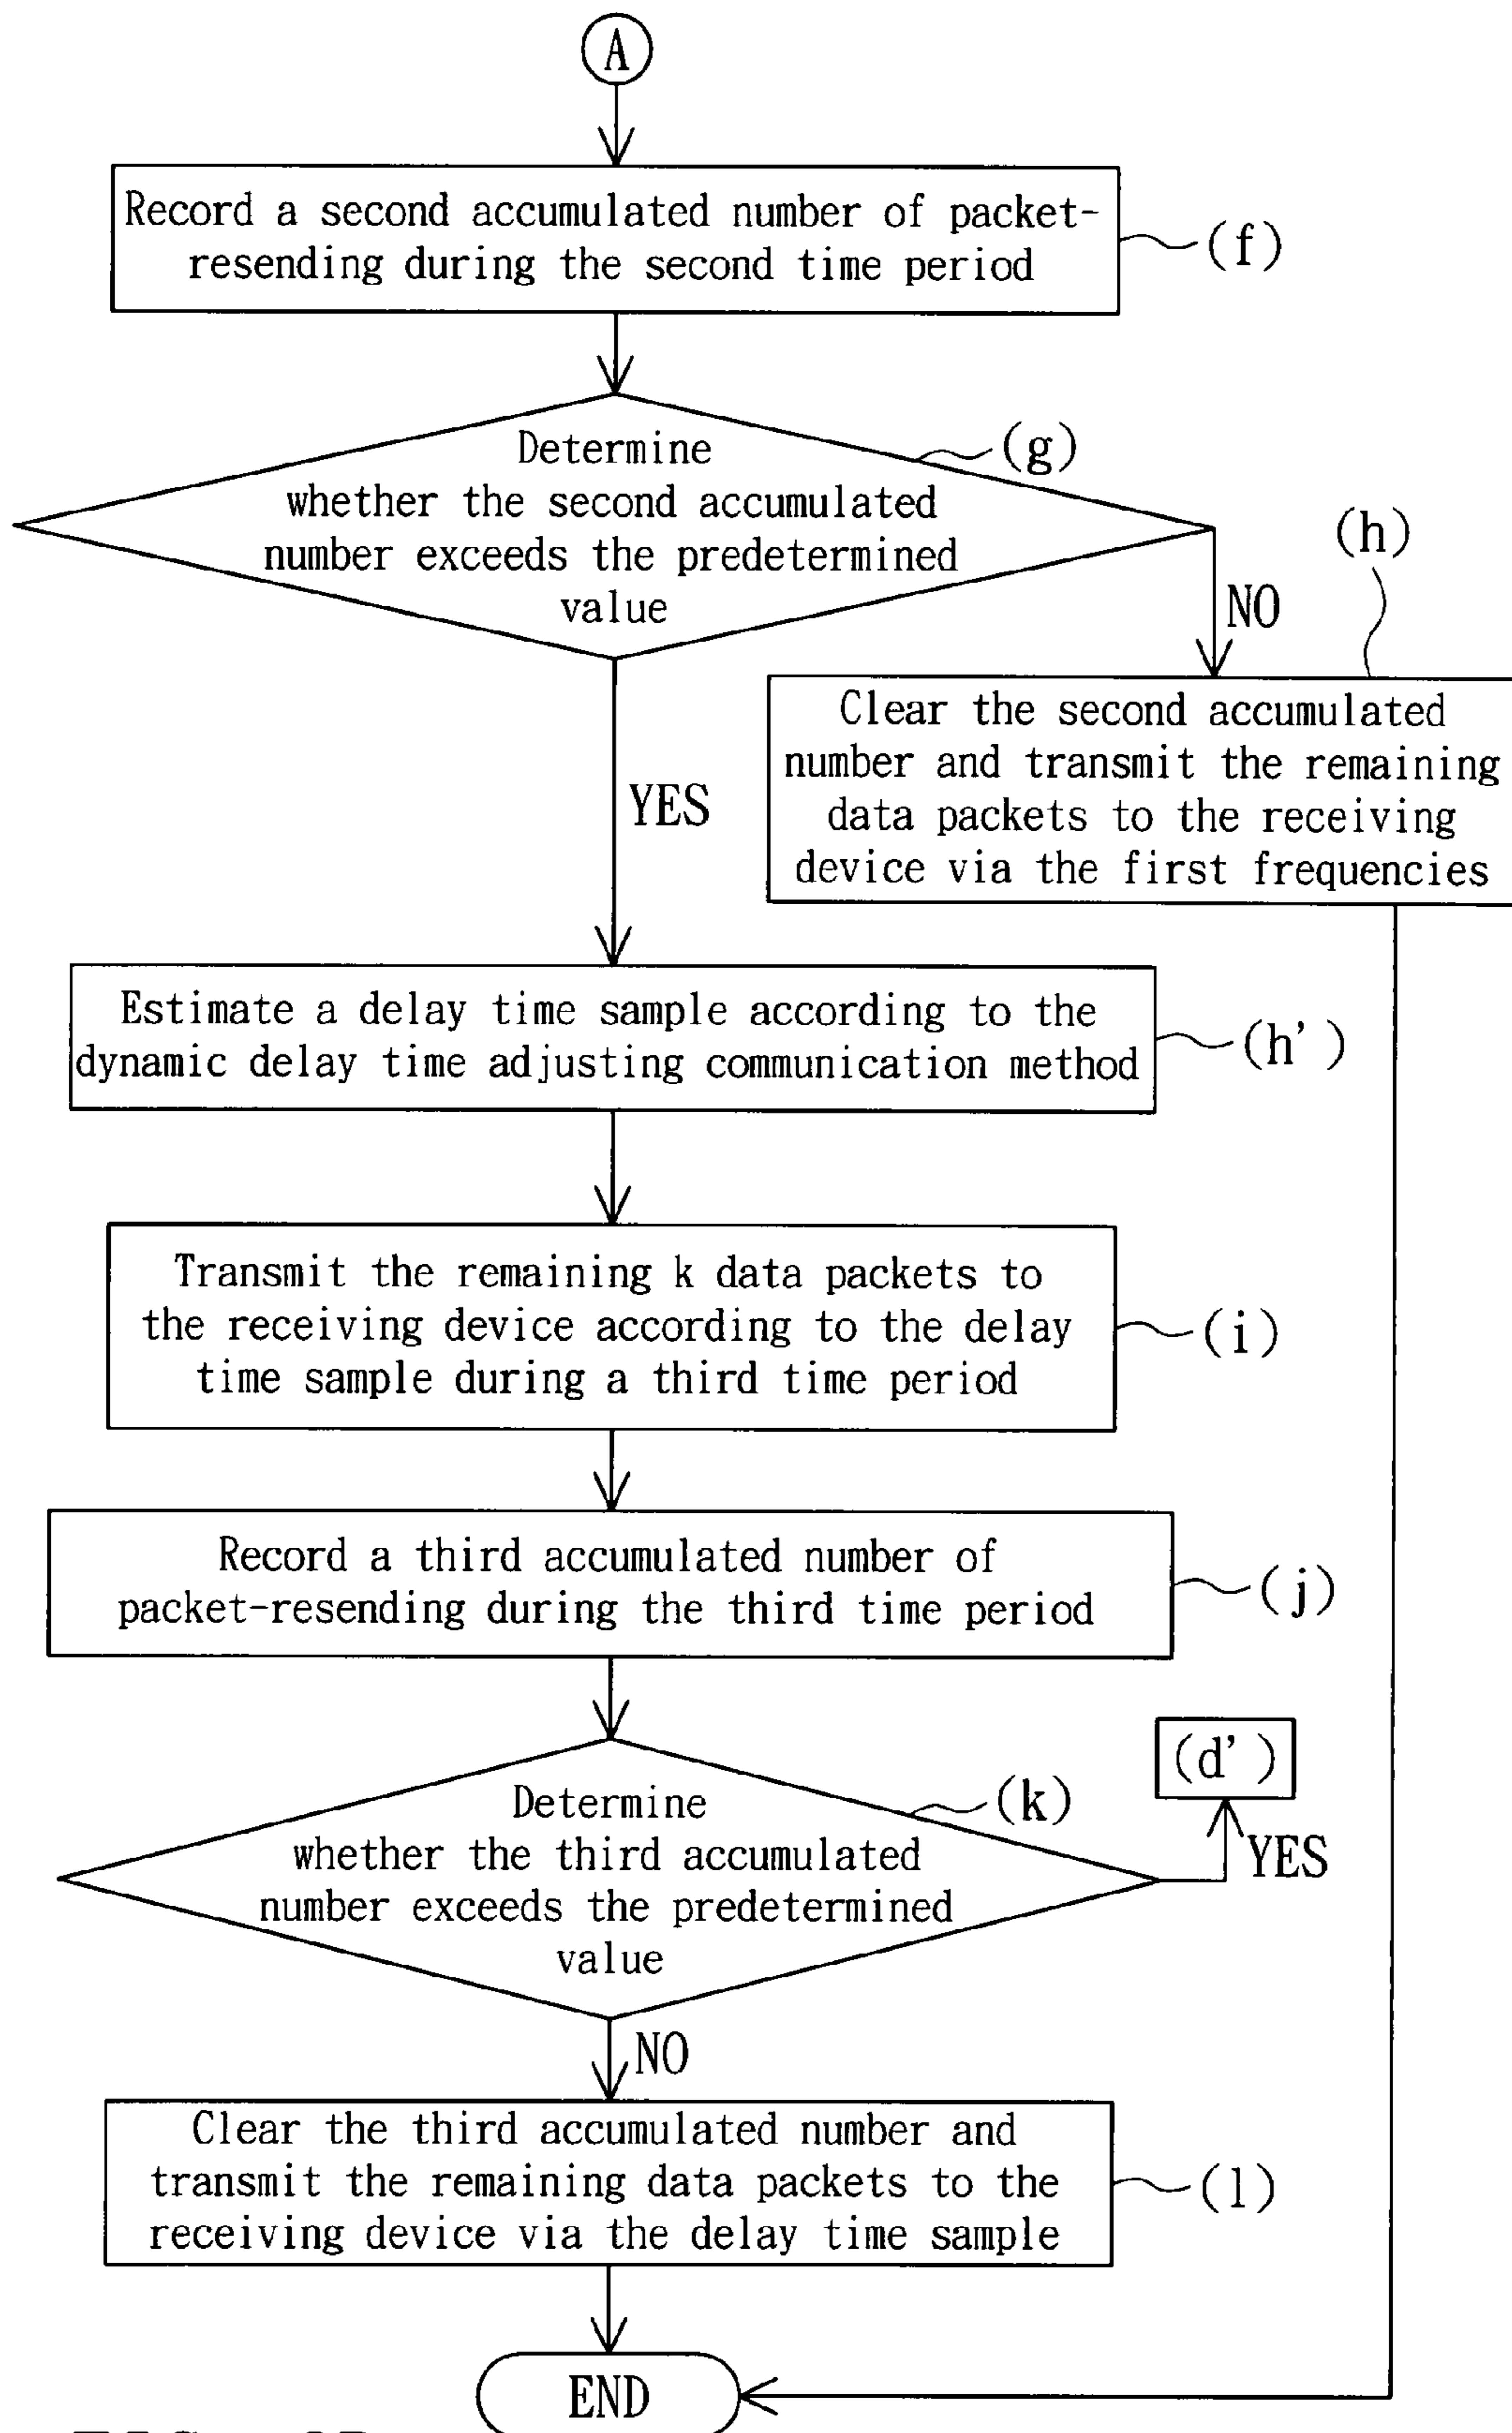 A
Record a second accumulated number of packet-
resending during the second time period
(f)
Determine
whether the second accumulated
number exceeds the predetermined
value
(g)
(h)
NO
Clear the second accumulated
number and transmit the remaining
data packets to the receiving
device via the first frequencies
YES
Estimate a delay time sample according to the
dynamic delay time adjusting communication method
(h')
Transmit the remaining k data packets to
the receiving device according to the delay
time sample during a third time period
(i)
Record a third accumulated number of
packet-resending during the third time period
(j)
(d')
YES
Determine
whether the third accumulated
number exceeds the predetermined
value
(k)
NO
Clear the third accumulated number and
transmit the remaining data packets to the
receiving device via the delay time sample
(l)
END